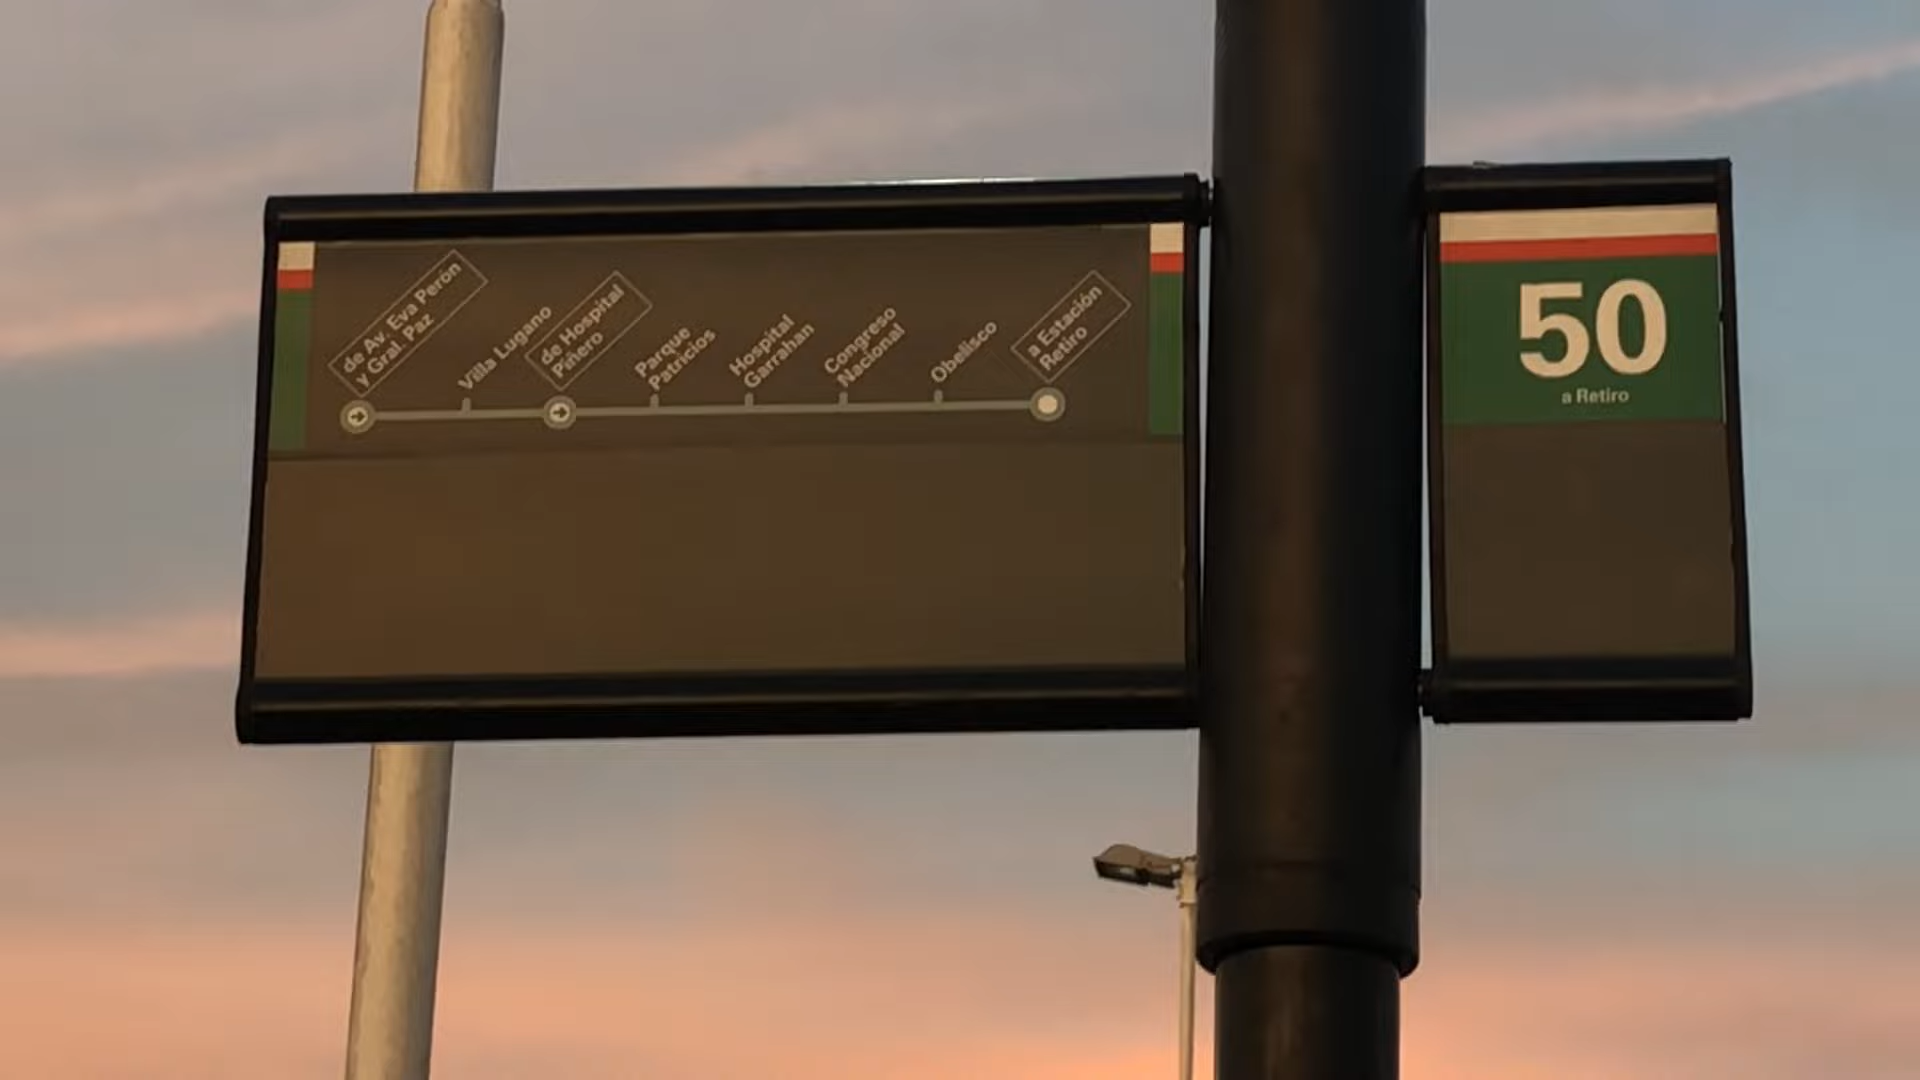 de Av. Eva Perón
y Gral. Paz
Villa Lugano
de Hospital
Piñero
Parque
Patricios
Hospital
Garrahan
Congreso
Nacional
Obelisco
a Estación
Retiro
50
a Retiro